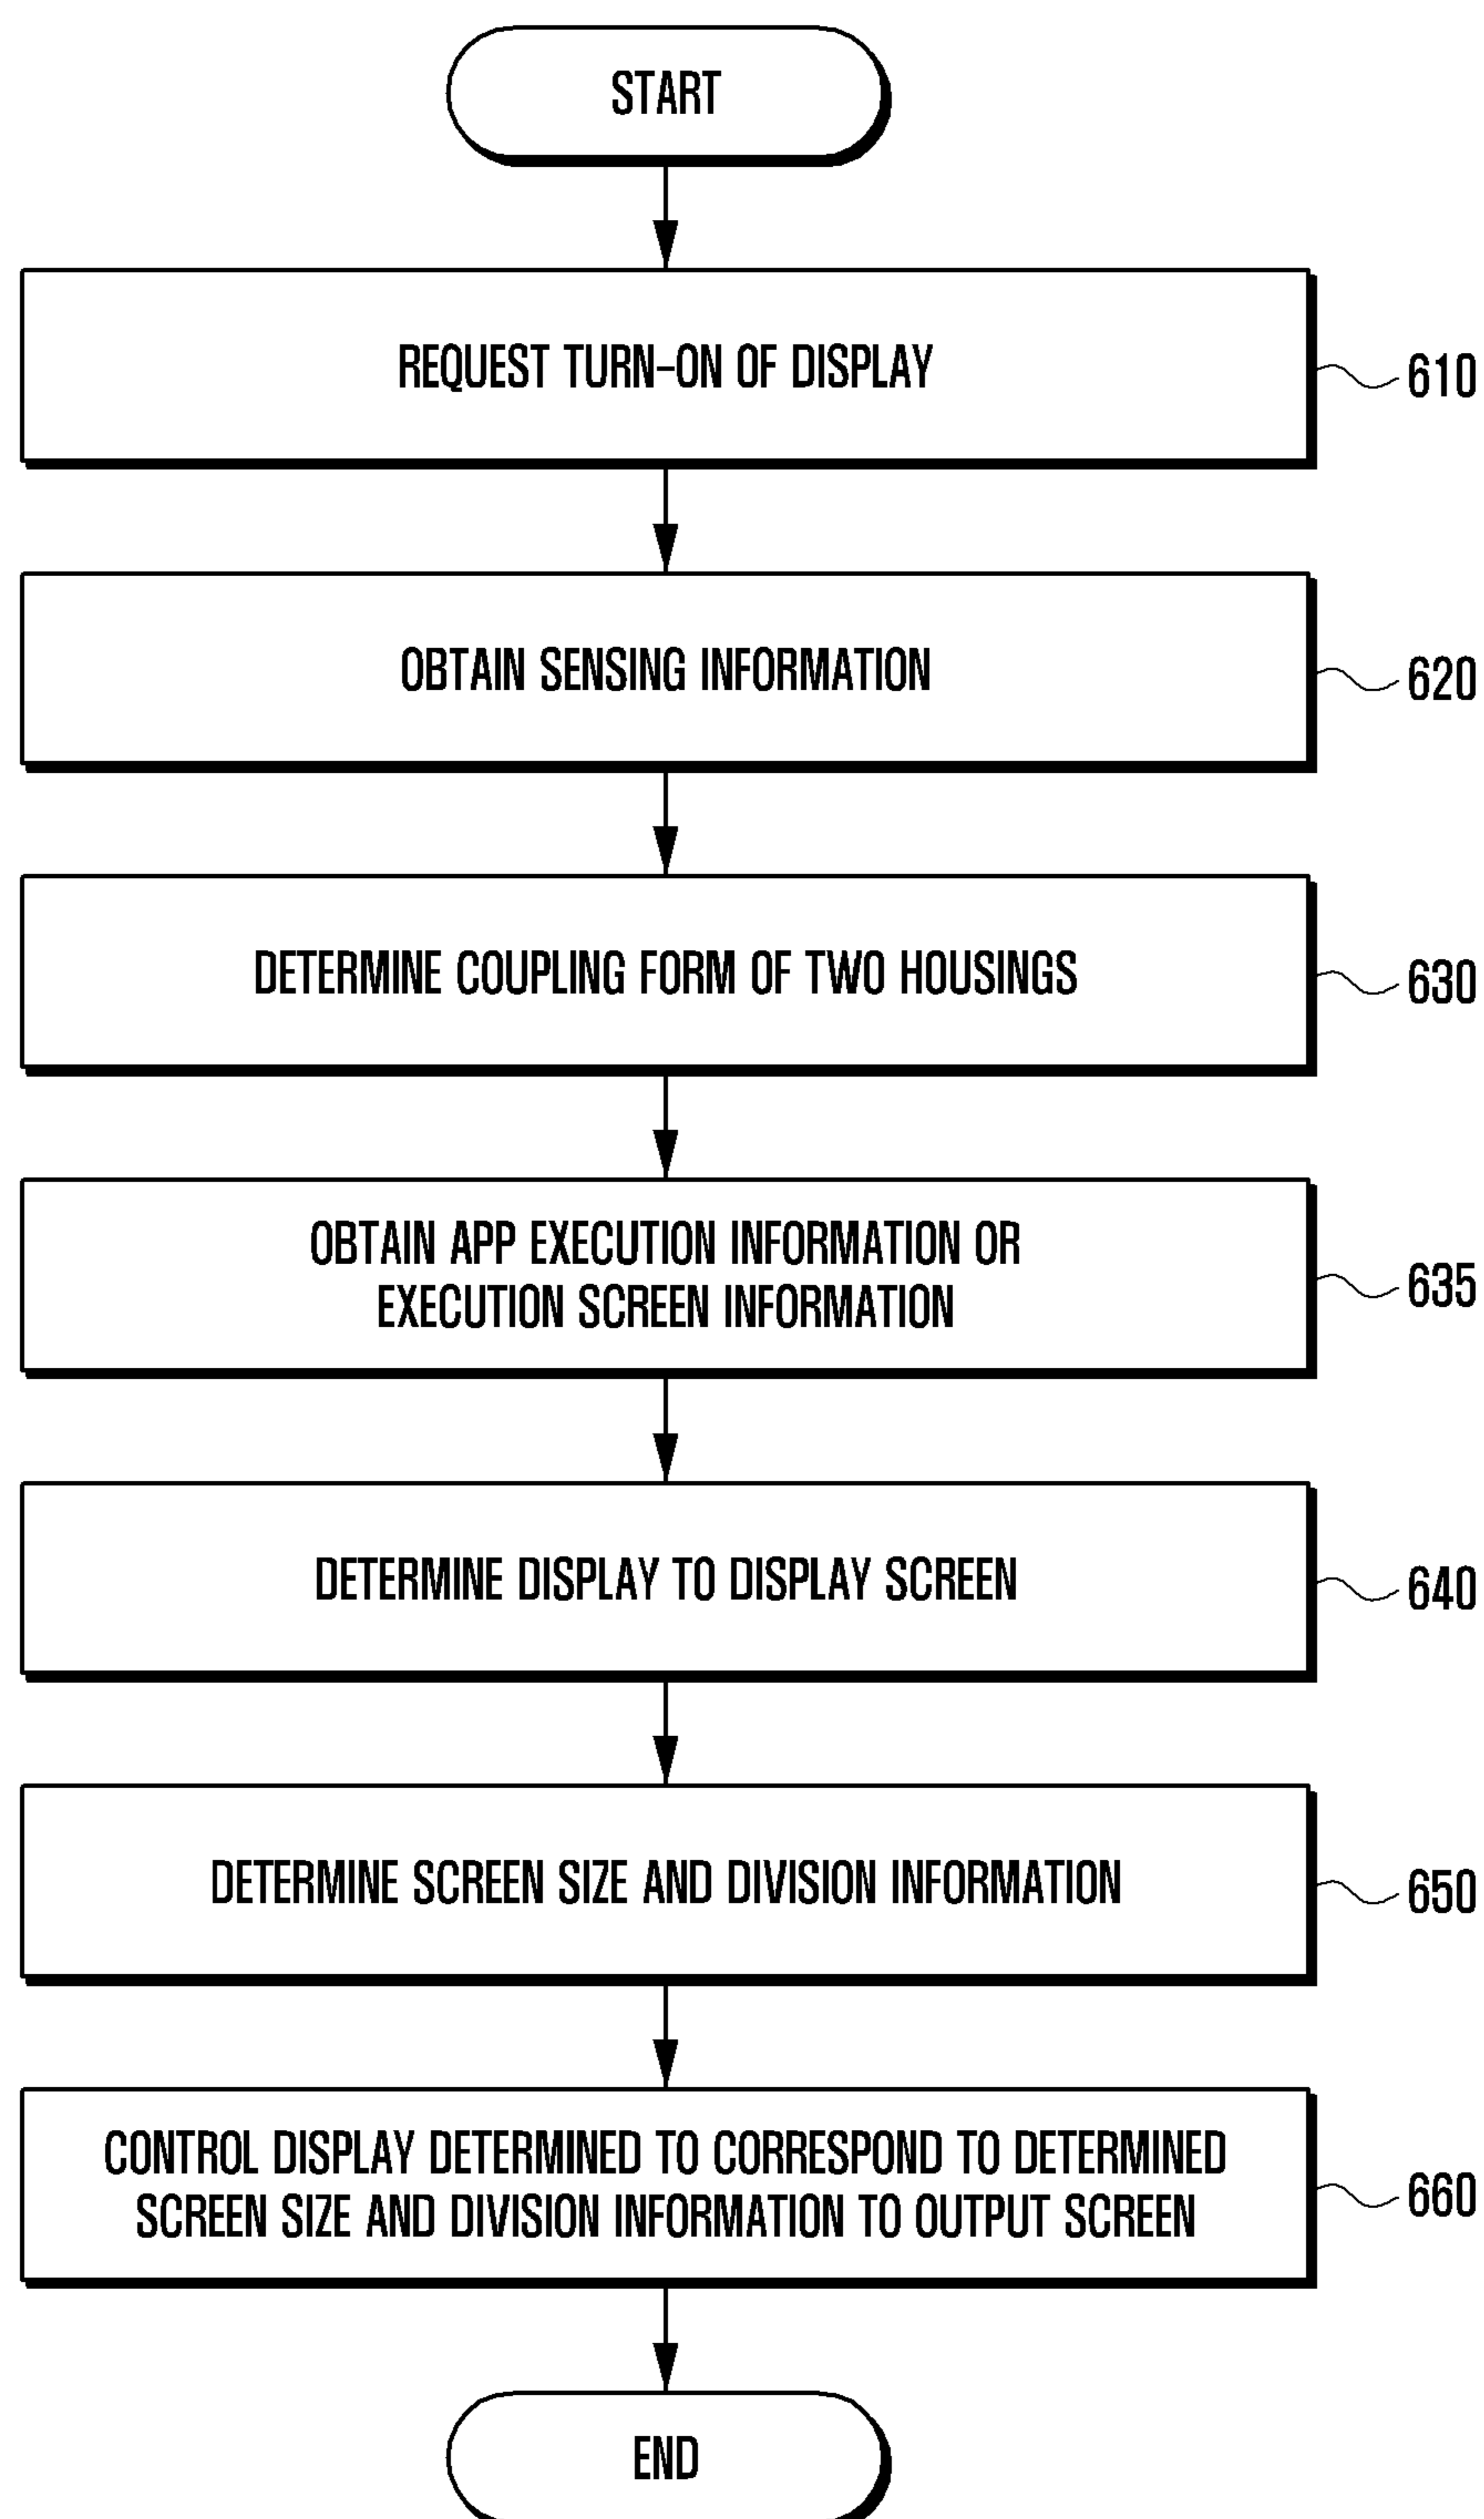 START
REQUEST TURN-ON OF DISPLAY
610
OBTAIN SENSING INFORMATION
620
DETERMINE COUPLING FORM OF TWO HOUSINGS
630
OBTAIN APP EXECUTION INFORMATION OR
EXECUTION SCREEN INFORMATION
635
DETERMINE DISPLAY TO DISPLAY SCREEN
640
DETERMINE SCREEN SIZE AND DIVISION INFORMATION
650
CONTROL DISPLAY DETERMINED TO CORRESPOND TO DETERMINED
SCREEN SIZE AND DIVISION INFORMATION TO OUTPUT SCREEN
660
END